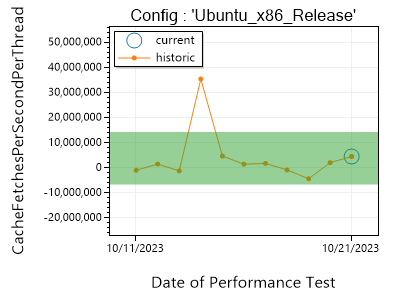 Config : 'Ubuntu_x86_Release'
CacheFetchesPerSecondPerThread
50,000,000
40,000,000
30,000,000
20,000,000
10,000,000
0
-10,000,000
-20,000,000
current
historic
10/11/2023
10/21/2023
Date of Performance Test